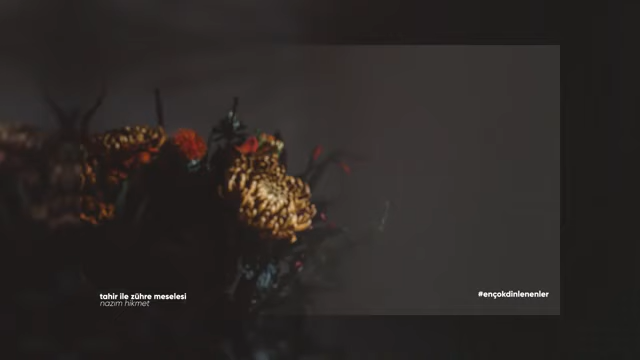 tahir ile zühre meselesi
nazım hikmet
#ençokdinlenenler